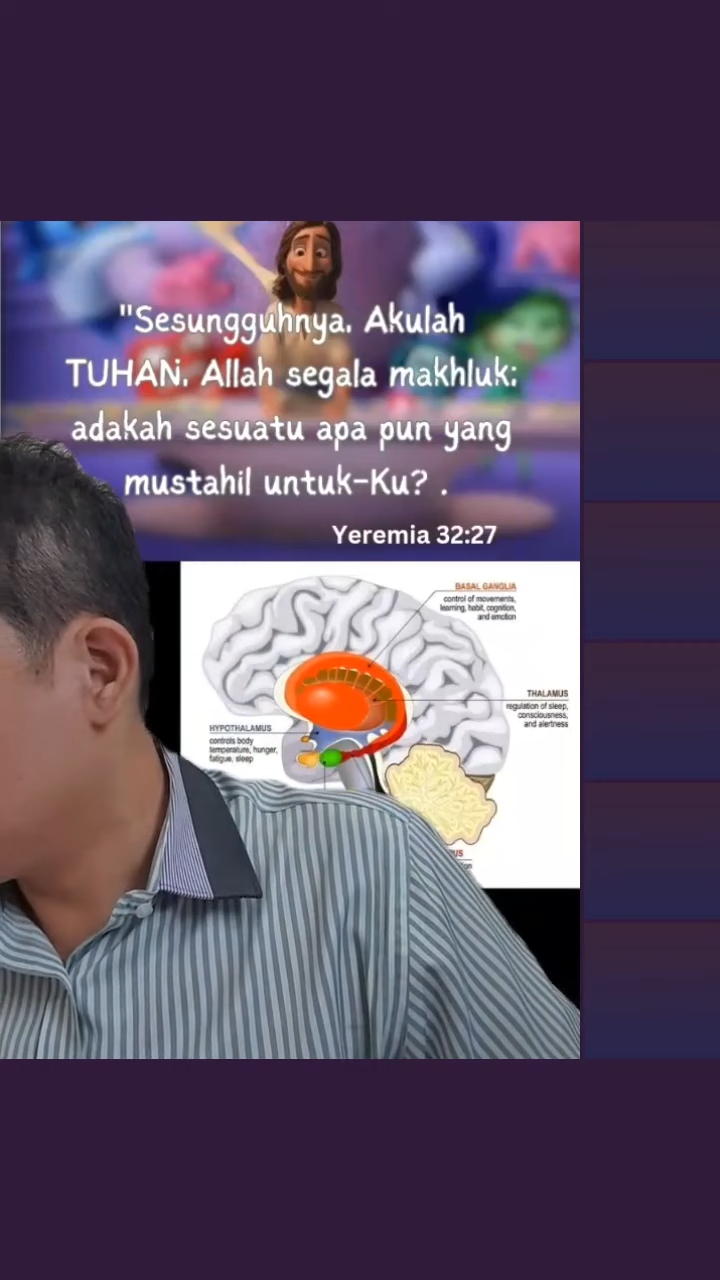 "Sesungguhnya. Akulah
TUHAN. Allah segala makhluk:
adakah sesuatu apa pun yang
mustahil untuk-Ku? .
Yeremia 32:27
BASAL GANGLIA
control of movements,
learning, habit, cognition,
and emotion
THALAMUS
regulation of sleep,
consciousness,
and alertness
HYPOTHALAMUS
controls body
temperature, hunger,
fatigue, sleep